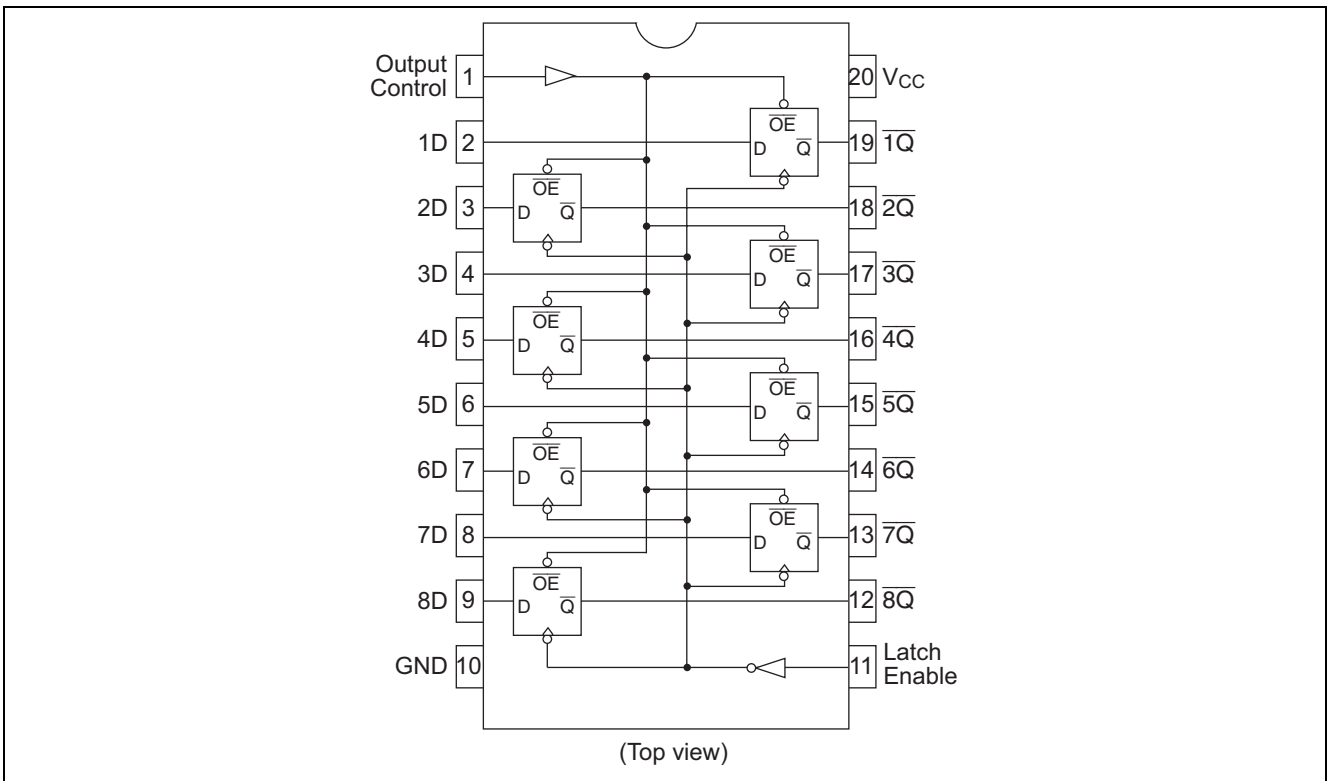 Output
Control 1
20 VCC
OE
1D 2
D Q̅
19 1Q̅
OE̅
2D 3
D Q̅
18 2Q̅
OE̅
3D 4
D Q̅
17 3Q̅
OE̅
4D 5
D Q̅
16 4Q̅
OE̅
5D 6
D Q̅
15 5Q̅
OE̅
6D 7
D Q̅
14 6Q̅
OE̅
7D 8
D Q̅
13 7Q̅
OE̅
8D 9
D Q̅
12 8Q̅
GND 10
11 Latch
Enable
(Top view)